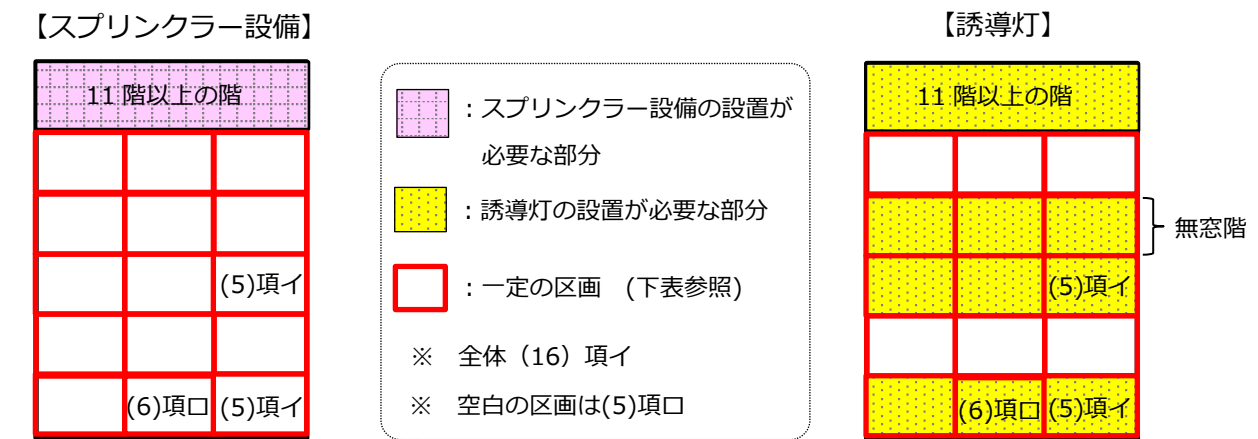 【スプリンクラー設備】
11 階以上の階
(5)項イ
(6)項ロ
(5)項イ
：スプリンクラー設備の設置が
必要な部分
：誘導灯の設置が必要な部分
：一定の区画 (下表参照)
※ 全体（16）項イ
※ 空白の区画は(5)項ロ
【誘導灯】
11 階以上の階
無窓階
(5)項イ
(6)項ロ
(5)項イ